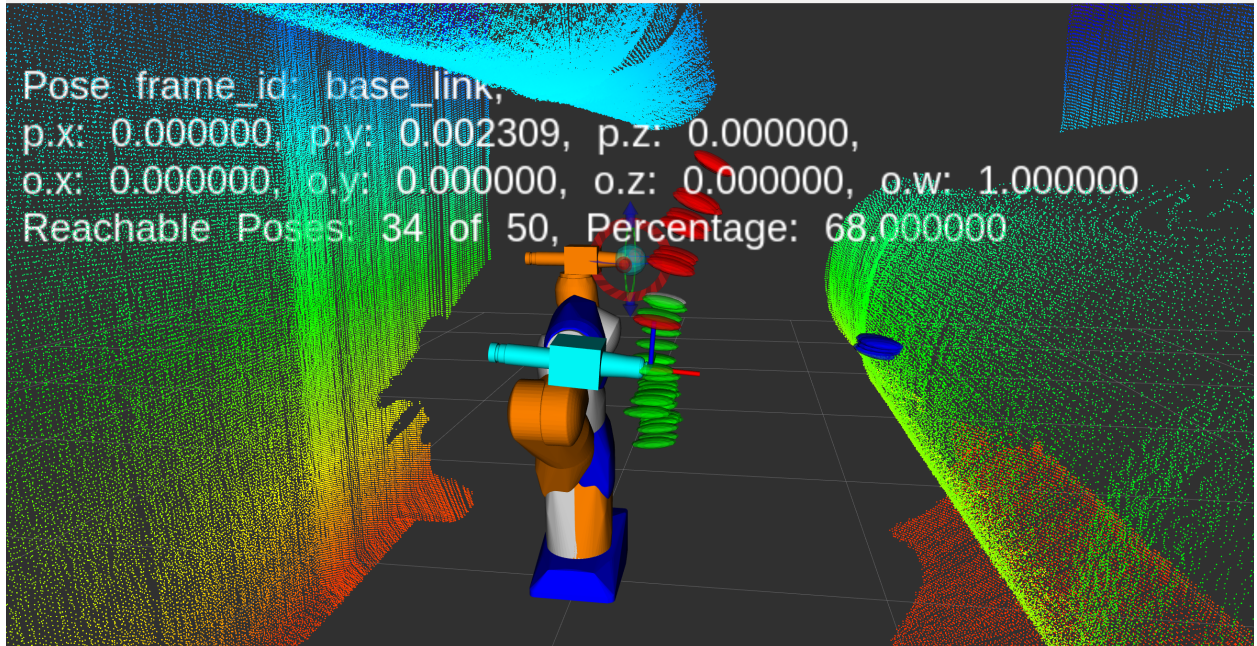 Pose frame_id: base_link,
p.x: 0.000000, p.y: 0.002309, p.z: 0.000000,
o.x: 0.000000, o.y: 0.000000, o.z: 0.000000, o.w: 1.000000
Reachable Poses: 34 of 50, Percentage: 68.000000